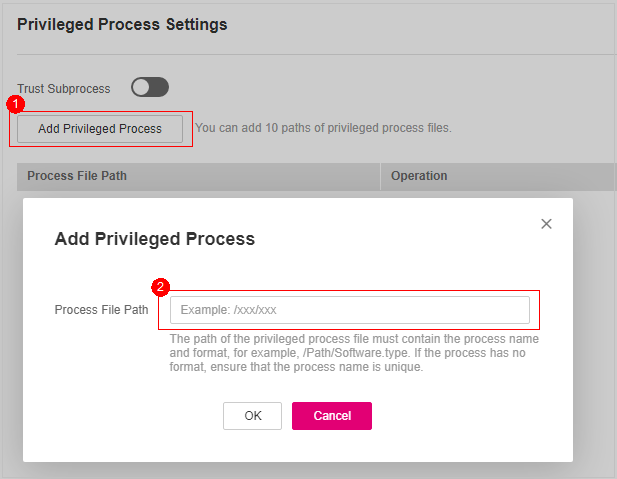 Privileged Process Settings
Trust Subprocess
1
Add Privileged Process You can add 10 paths of privileged process files.
Process File Path Operation
Add Privileged Process
2
Process File Path Example: /xxx/xxx
The path of the privileged process file must contain the process name
and format, for example, /Path/Software.type. If the process has no
format, ensure that the process name is unique.
OK Cancel